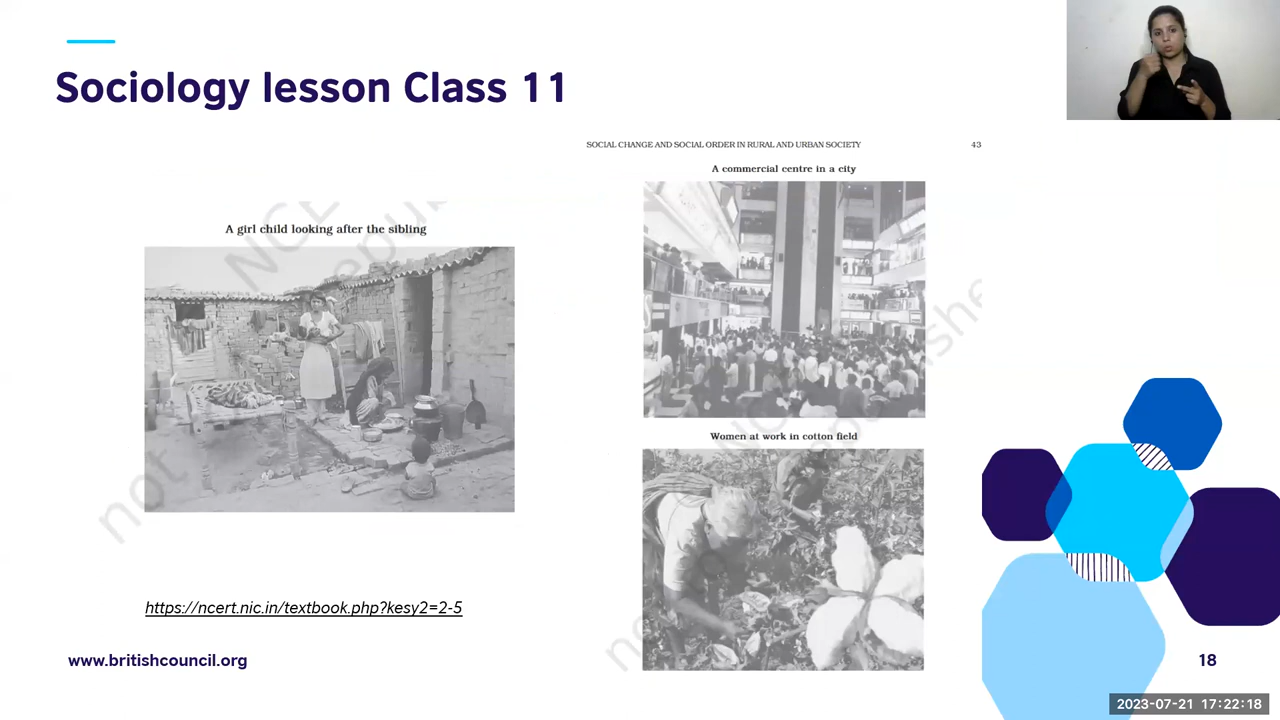 Sociology lesson Class 11
SOCIAL CHANGE AND SOCIAL ORDER IN RURAL AND URBAN SOCIETY 43
A commercial centre in a city
A girl child looking after the sibling
Women at work in cotton field
https://ncert.nic.in/textbook.php?kesy2=2-5
www.britishcouncil.org
18
2023-07-21 17:22:18